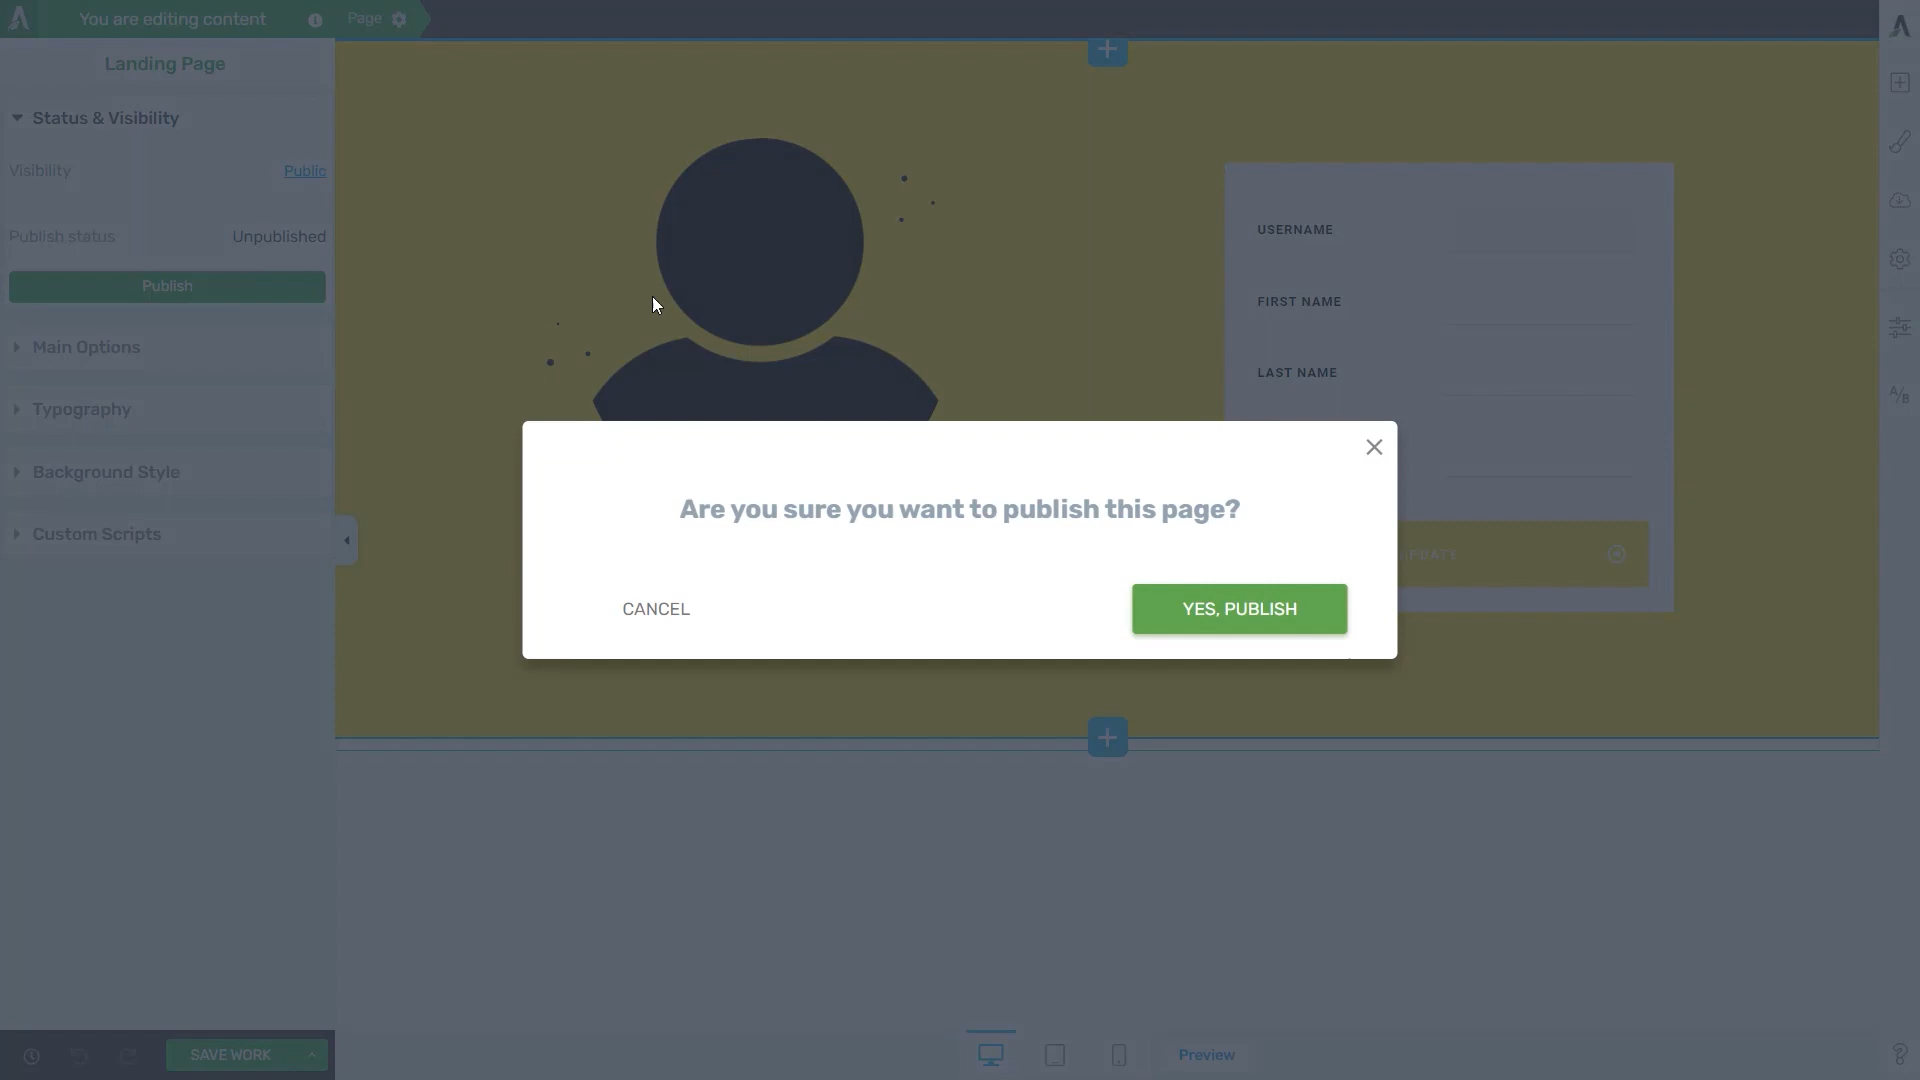 You are editing content
Page
Landing Page
Status & Visibility
Visibility Public
Publish status Unpublished
Publish
Main Options
Typography
Background Style
Custom Scripts
USERNAME
FIRST NAME
LAST NAME
UPDATE
Are you sure you want to publish this page?
CANCEL
YES, PUBLISH
SAVE WORK
Preview
A/B